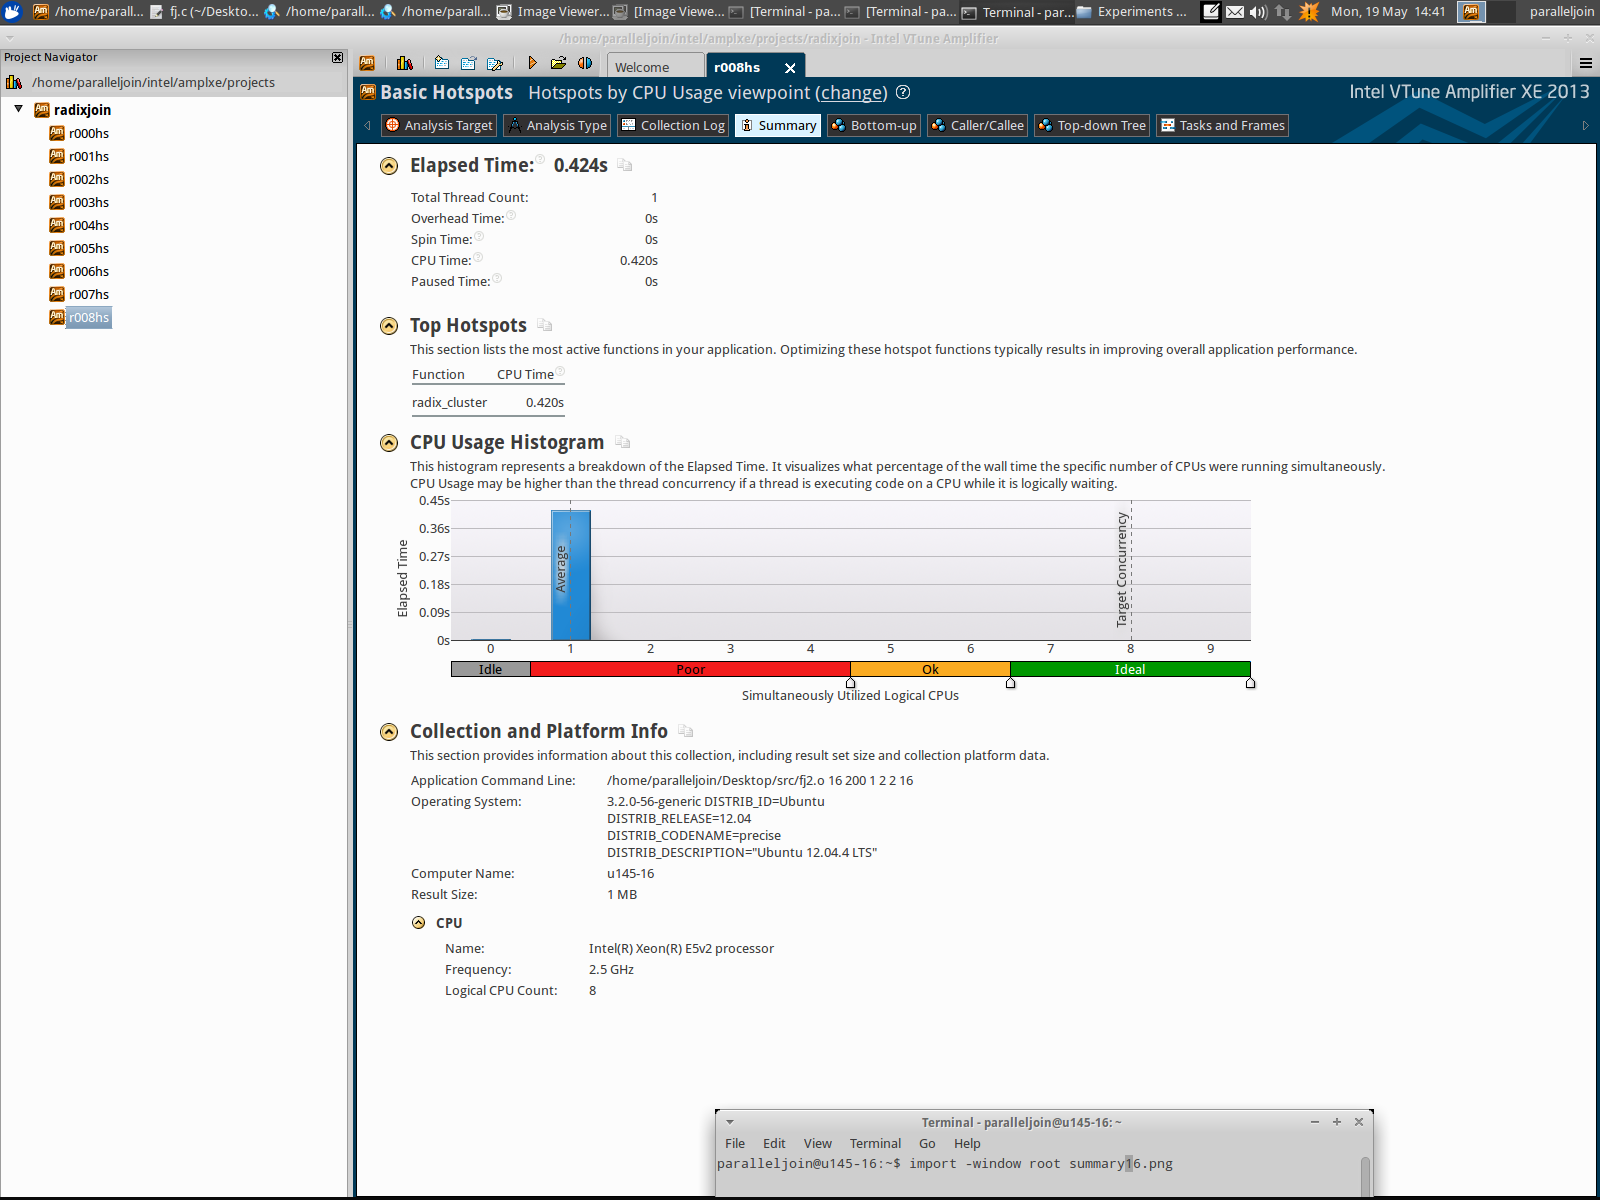 /home/parall...
fj.c (~/Deskto...
/home/parall...
/home/parall...
Image Viewer...
[Image Viewe...
[Terminal - pa...
[Terminal - pa...
Terminal - par...
Experiments ...
Mon, 19 May 14:41
paralleljoin
/home/paralleljoin/intel/amplxe/projects/radixjoin - Intel VTune Amplifier
Project Navigator
/home/paralleljoin/intel/amplxe/projects
radixjoin
r000hs
r001hs
r002hs
r003hs
r004hs
r005hs
r006hs
r007hs
r008hs
Welcome
r008hs
Basic Hotspots Hotspots by CPU Usage viewpoint (change)
Intel VTune Amplifier XE 2013
Analysis Target
Analysis Type
Collection Log
Summary
Bottom-up
Caller/Callee
Top-down Tree
Tasks and Frames
Elapsed Time: 0.424s
Total Thread Count: 1
Overhead Time: 0s
Spin Time: 0s
CPU Time: 0.420s
Paused Time: 0s
Top Hotspots
This section lists the most active functions in your application. Optimizing these hotspot functions typically results in improving overall application performance.
Function CPU Time
radix_cluster 0.420s
CPU Usage Histogram
This histogram represents a breakdown of the Elapsed Time. It visualizes what percentage of the wall time the specific number of CPUs were running simultaneously.
CPU Usage may be higher than the thread concurrency if a thread is executing code on a CPU while it is logically waiting.
Elapsed Time
0.45s
0.36s
0.27s
0.18s
0.09s
0s
Average
Target Concurrency
0 1 2 3 4 5 6 7 8 9
Idle Poor Ok Ideal
Simultaneously Utilized Logical CPUs
Collection and Platform Info
This section provides information about this collection, including result set size and collection platform data.
Application Command Line: /home/paralleljoin/Desktop/src/fj2.o 16 200 1 2 2 16
Operating System: 3.2.0-56-generic DISTRIB_ID=Ubuntu
DISTRIB_RELEASE=12.04
DISTRIB_CODENAME=precise
DISTRIB_DESCRIPTION="Ubuntu 12.04.4 LTS"
Computer Name: u145-16
Result Size: 1 MB
CPU
Name: Intel(R) Xeon(R) E5v2 processor
Frequency: 2.5 GHz
Logical CPU Count: 8
Terminal - paralleljoin@u145-16: ~
File Edit View Terminal Go Help
paralleljoin@u145-16:~$ import -window root summary16.png